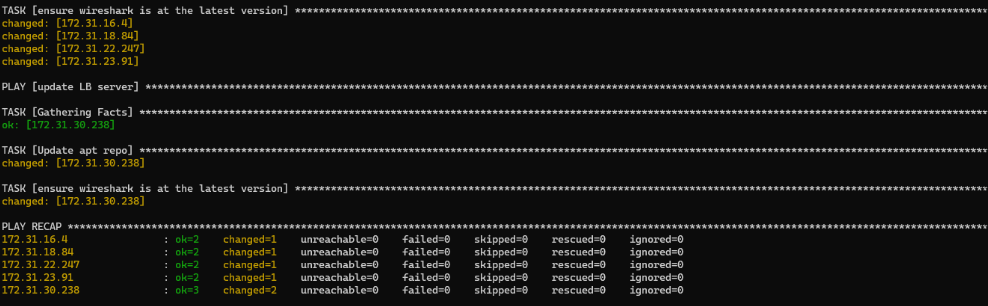 TASK [ensure wireshark is at the latest version] ********************************************************************************************************************
changed: [172.31.16.4]
changed: [172.31.18.84]
changed: [172.31.22.247]
changed: [172.31.23.91]
PLAY [update LB server] *********************************************************************************************************************************************
TASK [Gathering Facts] **********************************************************************************************************************************************
ok: [172.31.30.238]
TASK [Update apt repo] **********************************************************************************************************************************************
changed: [172.31.30.238]
TASK [ensure wireshark is at the latest version] ********************************************************************************************************************
changed: [172.31.30.238]
PLAY RECAP **********************************************************************************************************************************************************
172.31.16.4 : ok=2 changed=1 unreachable=0 failed=0 skipped=0 rescued=0 ignored=0
172.31.18.84 : ok=2 changed=1 unreachable=0 failed=0 skipped=0 rescued=0 ignored=0
172.31.22.247 : ok=2 changed=1 unreachable=0 failed=0 skipped=0 rescued=0 ignored=0
172.31.23.91 : ok=2 changed=1 unreachable=0 failed=0 skipped=0 rescued=0 ignored=0
172.31.30.238 : ok=3 changed=2 unreachable=0 failed=0 skipped=0 rescued=0 ignored=0